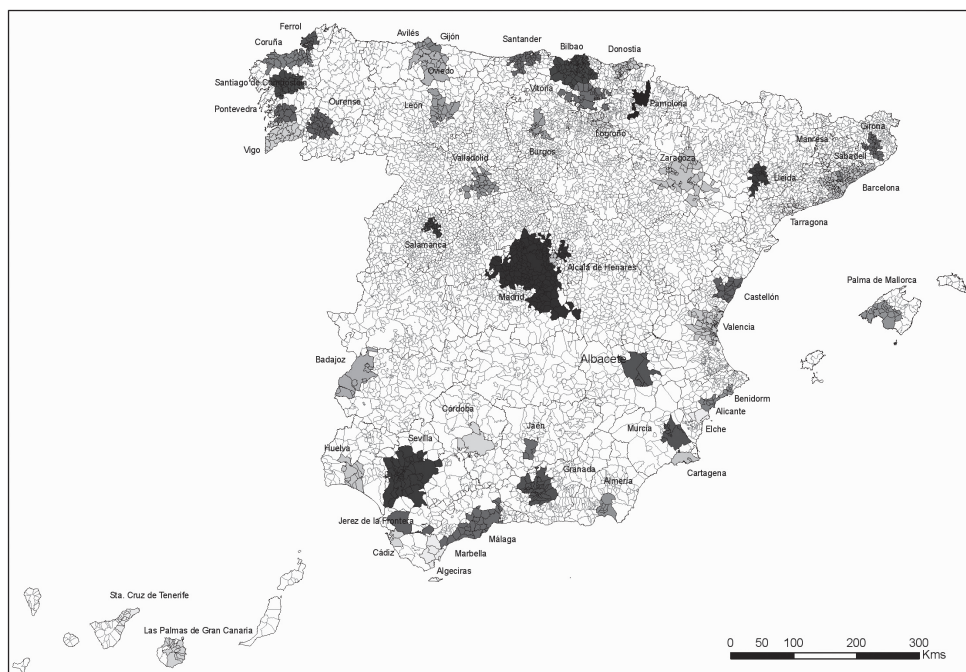 Ferrol
Coruña
Avilés
Gijón
Santander
Bilbao
Donostia
Oviedo
Santiago de Compostela
Vitoria
Pamplona
Pontevedra
Ourense
León
Logroño
Vigo
Burgos
Valladolid
Zaragoza
Manresa
Girona
Sabadell
Lleida
Barcelona
Tarragona
Salamanca
Alcalá de Henares
Madrid
Castellón
Palma de Mallorca
Valencia
Badajoz
Albacete
Benidorm
Alicante
Elche
Córdoba
Jaén
Murcia
Sevilla
Huelva
Granada
Almería
Cartagena
Jerez de la Frontera
Málaga
Cádiz
Marbella
Algeciras
Sta. Cruz de Tenerife
Las Palmas de Gran Canaria
0 50 100 200 300
Kms